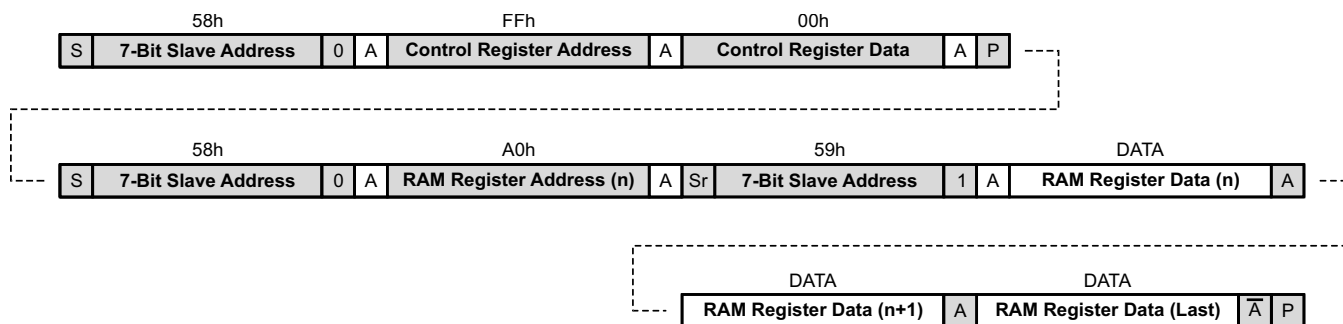 58h FFh 00h
S 7-Bit Slave Address 0 A Control Register Address A Control Register Data A P
58h A0h 59h DATA
S 7-Bit Slave Address 0 A RAM Register Address (n) A Sr 7-Bit Slave Address 1 A RAM Register Data (n) A
DATA DATA
RAM Register Data (n+1) A RAM Register Data (Last) A̅ P